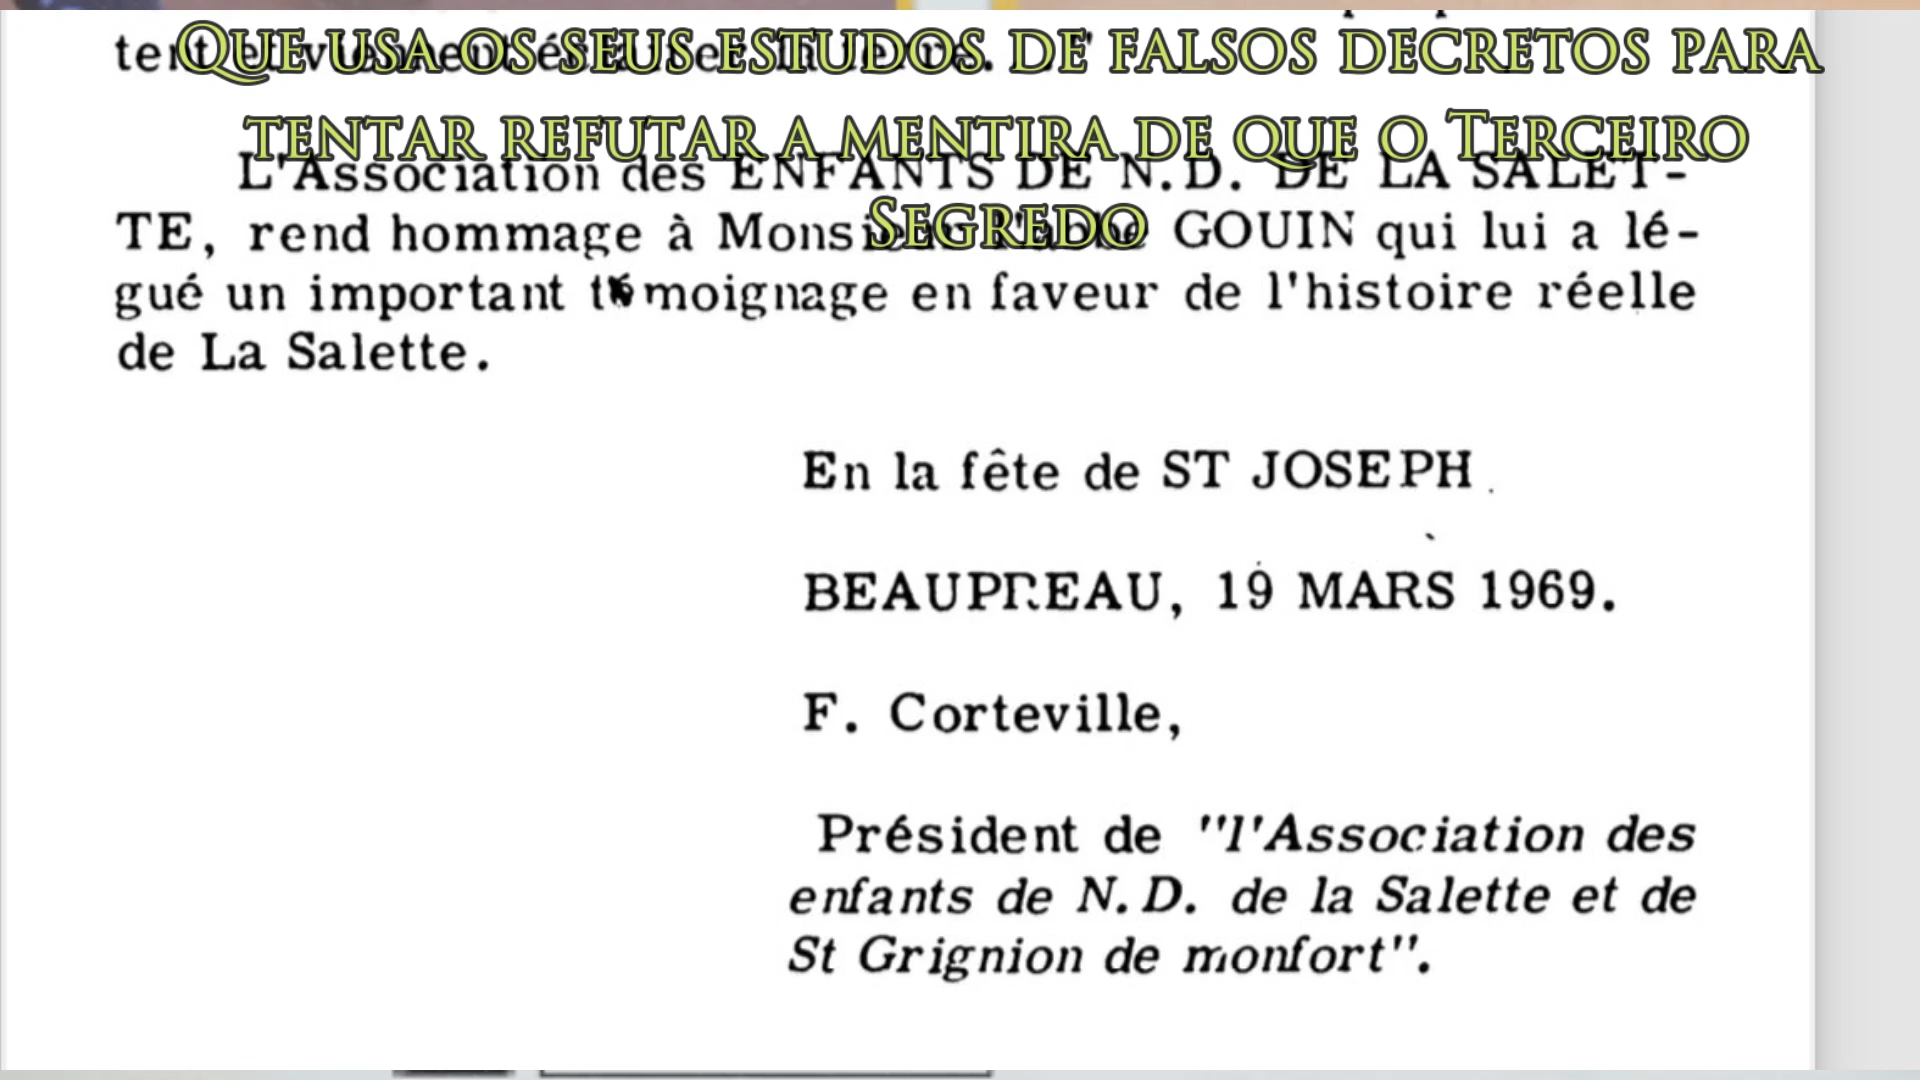 QUE USA OS SEUS ESTUDOS DE FALSOS DECRETOS PARA
TENTAR REFUTAR A MENTIRA DE QUE O TERCEIRO
SEGREDO
L'Association des ENFANTS DE N.D. DE LA SALET-
TE, rend hommage à Monsieur l'abbé GOUIN qui lui a lé-
gué un important témoignage en faveur de l'histoire réelle
de La Salette.
En la fête de ST JOSEPH
BEAUPREAU, 19 MARS 1969.
F. Corteville,
Président de "l'Association des
enfants de N.D. de la Salette et de
St Grignion de monfort".